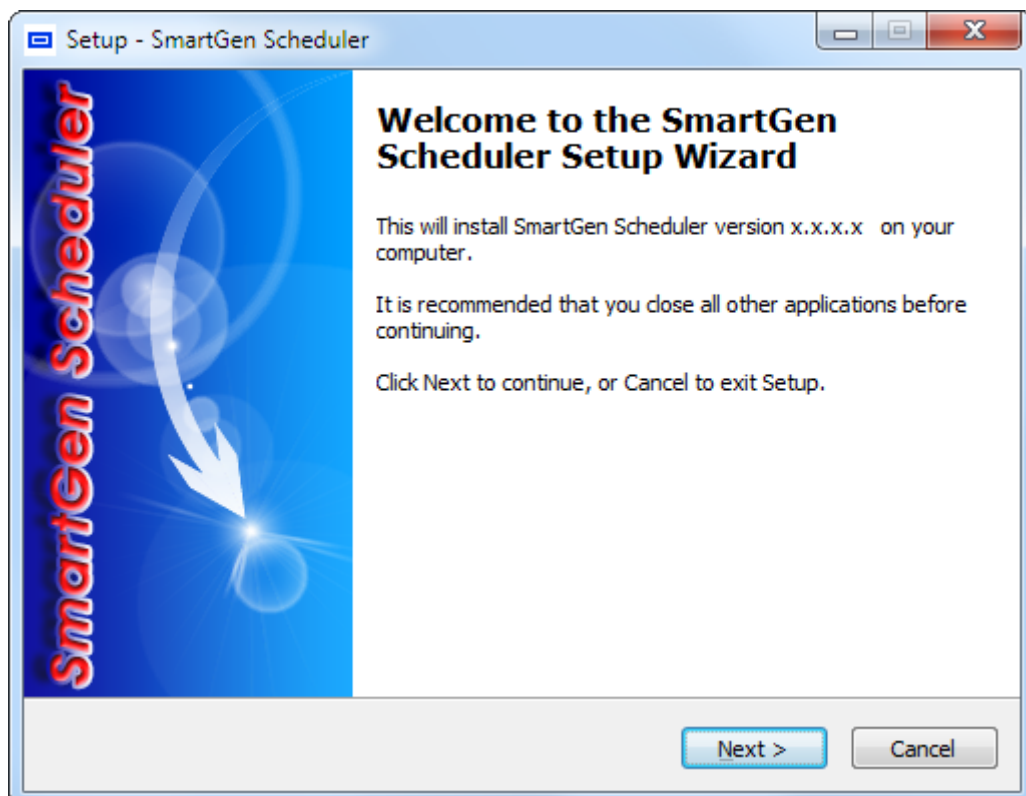 Setup - SmartGen Scheduler
SmartGen Scheduler
Welcome to the SmartGen
Scheduler Setup Wizard
This will install SmartGen Scheduler version x.x.x.x on your
computer.
It is recommended that you close all other applications before
continuing.
Click Next to continue, or Cancel to exit Setup.
Next >
Cancel